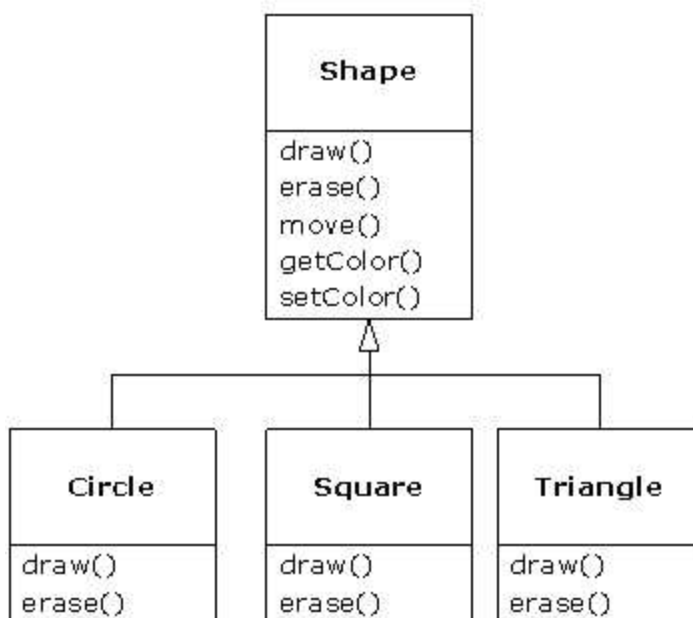 Shape
draw()
erase()
move()
getColor()
setColor()
Circle
draw()
erase()
Square
draw()
erase()
Triangle
draw()
erase()